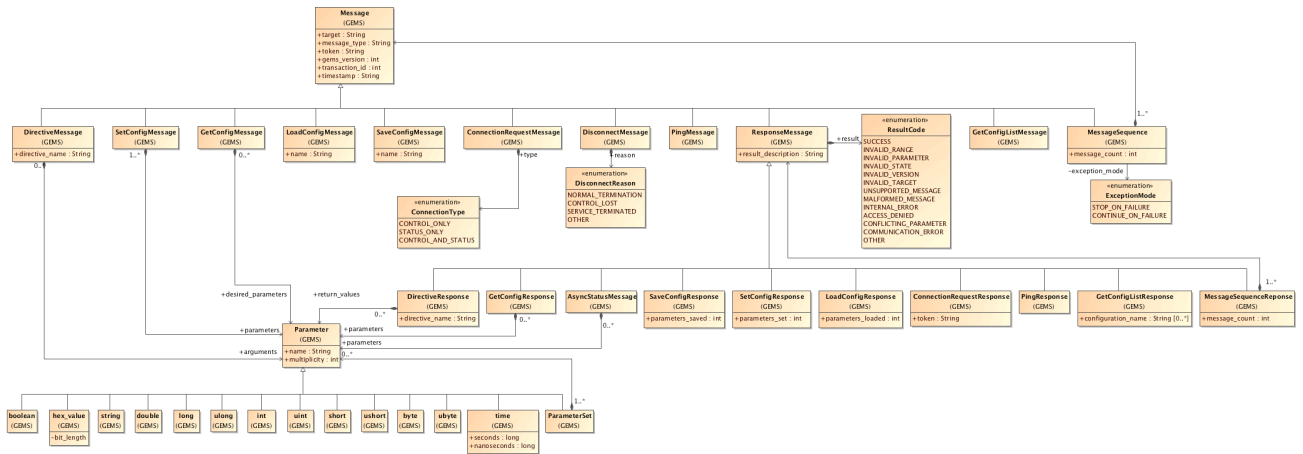 Message
(GEMS)
+target : String
+message_type : String
+token : String
+gems_version : int
+transaction_id : int
+timestamp : String
DirectiveMessage
(GEMS)
+directive_name : String
0..*
SetConfigMessage
(GEMS)
1..*
GetConfigMessage
(GEMS)
0..*
LoadConfigMessage
(GEMS)
+name : String
SaveConfigMessage
(GEMS)
+name : String
ConnectionRequestMessage
(GEMS)
+type
DisconnectMessage
(GEMS)
+reason
PingMessage
(GEMS)
ResponseMessage
(GEMS)
+result_description : String
+result
«enumeration»
ResultCode
SUCCESS
INVALID_RANGE
INVALID_PARAMETER
INVALID_STATE
INVALID_VERSION
INVALID_TARGET
UNSUPPORTED_MESSAGE
MALFORMED_MESSAGE
INTERNAL_ERROR
ACCESS_DENIED
CONFLICTING_PARAMETER
COMMUNICATION_ERROR
OTHER
GetConfigListMessage
(GEMS)
1..*
MessageSequence
(GEMS)
+message_count : int
-exception_mode
«enumeration»
ExceptionMode
STOP_ON_FAILURE
CONTINUE_ON_FAILURE
«enumeration»
ConnectionType
CONTROL_ONLY
STATUS_ONLY
CONTROL_AND_STATUS
«enumeration»
DisconnectReason
NORMAL_TERMINATION
CONTROL_LOST
SERVICE_TERMINATED
OTHER
+desired_parameters
+return_values
0..*
DirectiveResponse
(GEMS)
+directive_name : String
GetConfigResponse
(GEMS)
0..*
AsyncStatusMessage
(GEMS)
0..*
SaveConfigResponse
(GEMS)
+parameters_saved : int
SetConfigResponse
(GEMS)
+parameters_set : int
LoadConfigResponse
(GEMS)
+parameters_loaded : int
ConnectionRequestResponse
(GEMS)
+token : String
PingResponse
(GEMS)
GetConfigListResponse
(GEMS)
+configuration_name : String [0..*]
1..*
MessageSequenceReponse
(GEMS)
+message_count : int
+parameters
+arguments
Parameter
(GEMS)
+name : String
+multiplicity : int
+parameters
+parameters
0..*
1..*
boolean
(GEMS)
hex_value
(GEMS)
-bit_length
string
(GEMS)
double
(GEMS)
long
(GEMS)
ulong
(GEMS)
int
(GEMS)
uint
(GEMS)
short
(GEMS)
ushort
(GEMS)
byte
(GEMS)
ubyte
(GEMS)
time
(GEMS)
+seconds : long
+nanoseconds : long
ParameterSet
(GEMS)